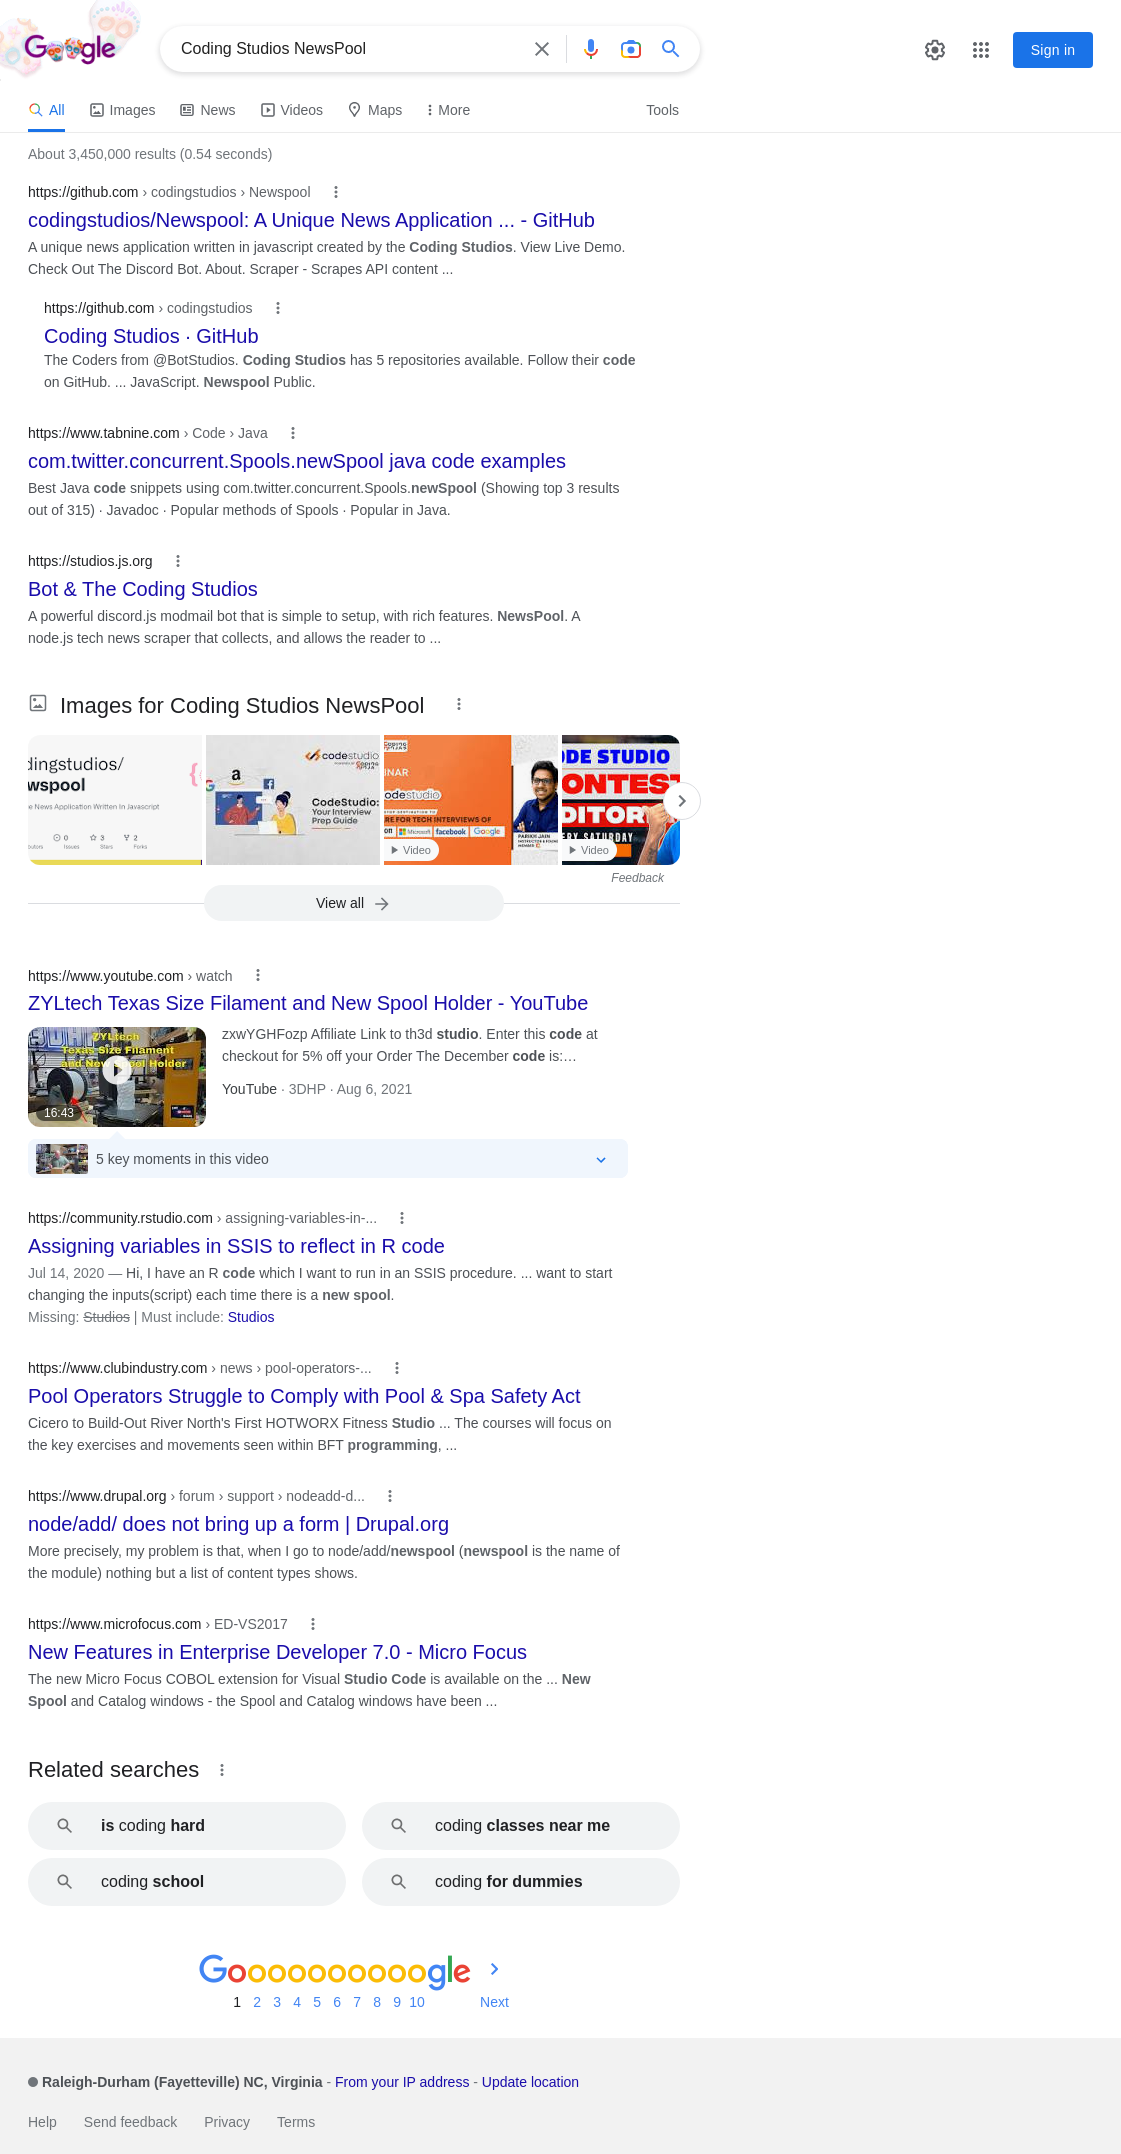 Google
Coding Studios NewsPool
Sign in
All Images News Videos Maps More Tools
About 3,450,000 results (0.54 seconds)
https://github.com › codingstudios › Newspool
codingstudios/Newspool: A Unique News Application ... - GitHub
A unique news application written in javascript created by the Coding Studios. View Live Demo.
Check Out The Discord Bot. About. Scraper - Scrapes API content ...
https://github.com › codingstudios
Coding Studios · GitHub
The Coders from @BotStudios. Coding Studios has 5 repositories available. Follow their code
on GitHub. ... JavaScript. Newspool Public.
https://www.tabnine.com › Code › Java
com.twitter.concurrent.Spools.newSpool java code examples
Best Java code snippets using com.twitter.concurrent.Spools.newSpool (Showing top 3 results
out of 315) · Javadoc · Popular methods of Spools · Popular in Java.
https://studios.js.org
Bot & The Coding Studios
A powerful discord.js modmail bot that is simple to setup, with rich features. NewsPool. A
node.js tech news scraper that collects, and allows the reader to ...
Images for Coding Studios NewsPool
dingstudios/
wspool
e News Application Written In Javascript
0 3 2
Issues Stars Forks
codestudio
a
CodeStudio:
Your Interview
Prep Guide
INAR
odestudio
RE FOR TECH INTERVIEWS OF
on Microsoft facebook Google
PARIKH JAIN
Video
ODE STUDIO
ONTEST
DITOR
ERY SATURDAY
Video
Feedback
View all
https://www.youtube.com › watch
ZYLtech Texas Size Filament and New Spool Holder - YouTube
ZYLtech
Texas Size Filament
and New Spool Holder
16:43
zxwYGHFozp Affiliate Link to th3d studio. Enter this code at
checkout for 5% off your Order The December code is:…
YouTube · 3DHP · Aug 6, 2021
5 key moments in this video
https://community.rstudio.com › assigning-variables-in-...
Assigning variables in SSIS to reflect in R code
Jul 14, 2020 — Hi, I have an R code which I want to run in an SSIS procedure. ... want to start
changing the inputs(script) each time there is a new spool.
Missing: Studios | Must include: Studios
https://www.clubindustry.com › news › pool-operators-...
Pool Operators Struggle to Comply with Pool & Spa Safety Act
Cicero to Build-Out River North's First HOTWORX Fitness Studio ... The courses will focus on
the key exercises and movements seen within BFT programming, ...
https://www.drupal.org › forum › support › nodeadd-d...
node/add/ does not bring up a form | Drupal.org
More precisely, my problem is that, when I go to node/add/newspool (newspool is the name of
the module) nothing but a list of content types shows.
https://www.microfocus.com › ED-VS2017
New Features in Enterprise Developer 7.0 - Micro Focus
The new Micro Focus COBOL extension for Visual Studio Code is available on the ... New
Spool and Catalog windows - the Spool and Catalog windows have been ...
Related searches
is coding hard
coding classes near me
coding school
coding for dummies
Goooooooooogle
1 2 3 4 5 6 7 8 9 10 Next
Raleigh-Durham (Fayetteville) NC, Virginia - From your IP address - Update location
Help Send feedback Privacy Terms